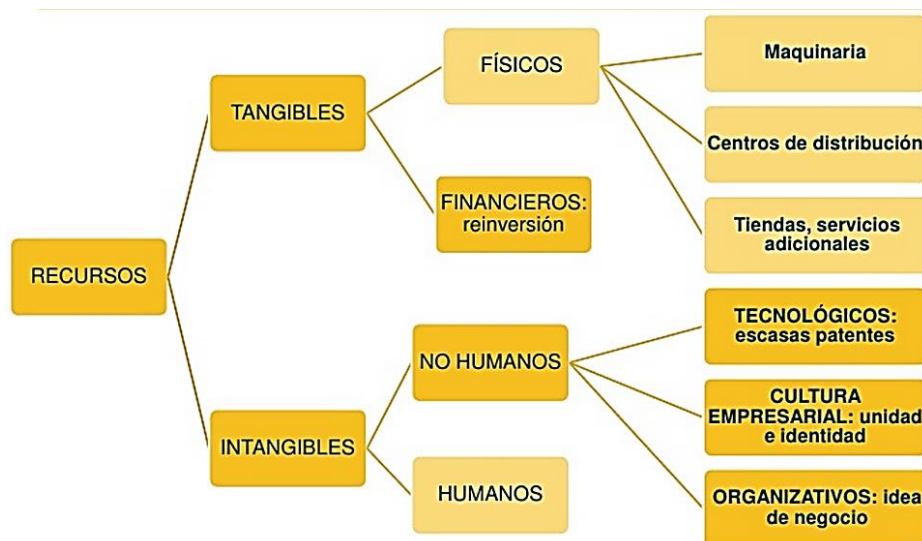 RECURSOS
TANGIBLES
FÍSICOS
Maquinaria
Centros de distribución
Tiendas, servicios
adicionales
FINANCIEROS:
reinversión
INTANGIBLES
NO HUMANOS
TECNOLÓGICOS:
escasas patentes
CULTURA
EMPRESARIAL: unidad
e identidad
ORGANIZATIVOS: idea
de negocio
HUMANOS